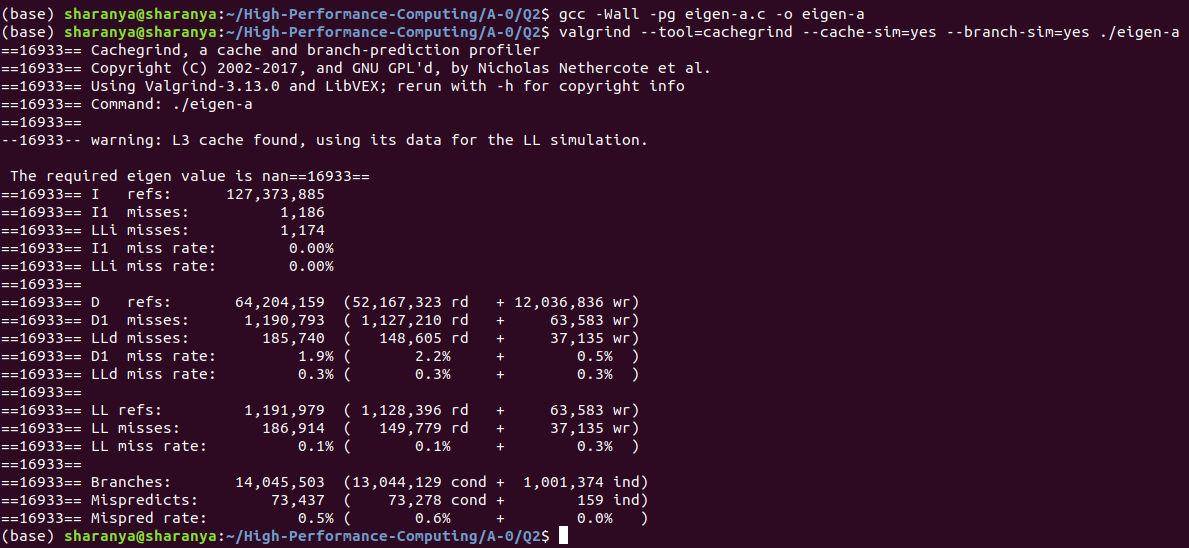 (base) sharanya@sharanya:~/High-Performance-Computing/A-0/Q2$ gcc -Wall -pg eigen-a.c -o eigen-a
(base) sharanya@sharanya:~/High-Performance-Computing/A-0/Q2$ valgrind --tool=cachegrind --cache-sim=yes --branch-sim=yes ./eigen-a
==16933== Cachegrind, a cache and branch-prediction profiler
==16933== Copyright (C) 2002-2017, and GNU GPL'd, by Nicholas Nethercote et al.
==16933== Using Valgrind-3.13.0 and LibVEX; rerun with -h for copyright info
==16933== Command: ./eigen-a
==16933==
--16933-- warning: L3 cache found, using its data for the LL simulation.
 The required eigen value is nan==16933==
==16933== I   refs:      127,373,885
==16933== I1  misses:          1,186
==16933== LLi misses:          1,174
==16933== I1  miss rate:        0.00%
==16933== LLi miss rate:        0.00%
==16933==
==16933== D   refs:       64,204,159  (52,167,323 rd   + 12,036,836 wr)
==16933== D1  misses:      1,190,793  ( 1,127,210 rd   +     63,583 wr)
==16933== LLd misses:        185,740  (   148,605 rd   +     37,135 wr)
==16933== D1  miss rate:         1.9% (       2.2%     +        0.5%  )
==16933== LLd miss rate:         0.3% (       0.3%     +        0.3%  )
==16933==
==16933== LL refs:         1,191,979  ( 1,128,396 rd   +     63,583 wr)
==16933== LL misses:         186,914  (   149,779 rd   +     37,135 wr)
==16933== LL miss rate:          0.1% (       0.1%     +        0.3%  )
==16933==
==16933== Branches:       14,045,503  (13,044,129 cond +  1,001,374 ind)
==16933== Mispredicts:        73,437  (    73,278 cond +        159 ind)
==16933== Mispred rate:          0.5% (       0.6%     +        0.0%   )
(base) sharanya@sharanya:~/High-Performance-Computing/A-0/Q2$